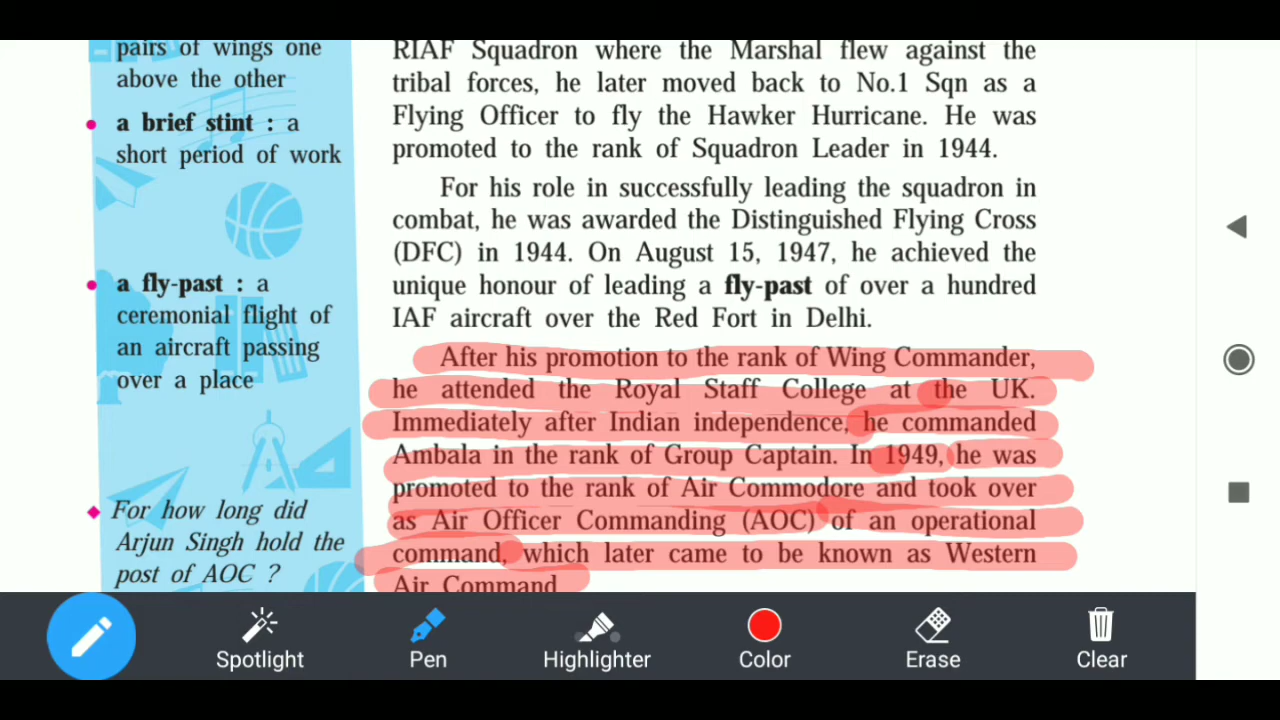 pairs of wings one
above the other
a brief stint : a
short period of work
a fly-past : a
ceremonial flight of
an aircraft passing
over a place
For how long did
Arjun Singh hold the
post of AOC ?
RIAF Squadron where the Marshal flew against the
tribal forces, he later moved back to No.1 Sqn as a
Flying Officer to fly the Hawker Hurricane. He was
promoted to the rank of Squadron Leader in 1944.
For his role in successfully leading the squadron in
combat, he was awarded the Distinguished Flying Cross
(DFC) in 1944. On August 15, 1947, he achieved the
unique honour of leading a fly-past of over a hundred
IAF aircraft over the Red Fort in Delhi.
After his promotion to the rank of Wing Commander,
he attended the Royal Staff College at the UK.
Immediately after Indian independence, he commanded
Ambala in the rank of Group Captain. In 1949, he was
promoted to the rank of Air Commodore and took over
as Air Officer Commanding (AOC) of an operational
command, which later came to be known as Western
Air Command
Spotlight
Pen
Highlighter
Color
Erase
Clear